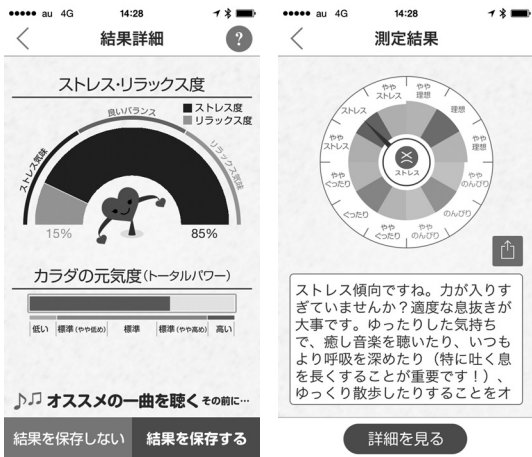 au 4G 14:28
結果詳細
?
ストレス・リラックス度
良いバランス
■ストレス度
■リラックス度
ストレス気味
リラックス気味
15%
85%
カラダの元気度(トータルパワー)
低い 標準(やや低め) 標準 標準(やや高め) 高い
♪♫ オススメの一曲を聴く その前に…
結果を保存しない 結果を保存する
au 4G 14:28
測定結果
やや
ストレス
やや
理想
ストレス
理想
やや
ストレス
やや
理想
ストレス
やや
ぐったり
やや
のんびり
ぐったり
のんびり
やや
ぐったり
やや
のんびり
ストレス傾向ですね。力が入りす
ぎていませんか?適度な息抜きが
大事です。ゆったりした気持ち
で、癒し音楽を聴いたり、いつも
より呼吸を深めたり(特に吐く息
を長くすることが重要です!)、
ゆっくり散歩したりすることをオ
詳細を見る